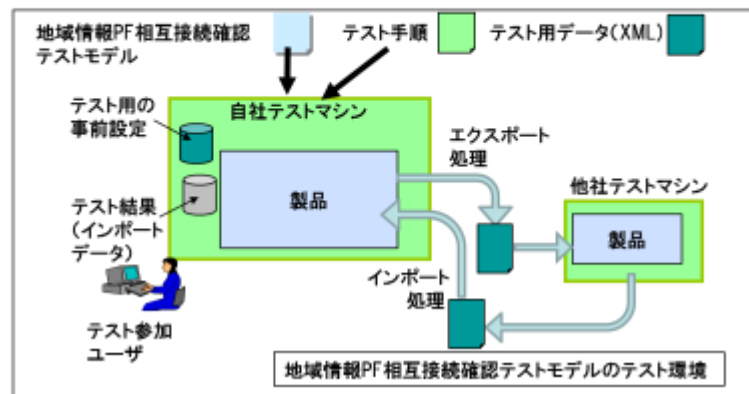 地域情報PF相互接続確認
テストモデル
テスト手順
テスト用データ(XML)
自社テストマシン
テスト用の
事前設定
エクスポート
処理
他社テストマシン
製品
製品
テスト結果
(インポート
データ)
インポート
処理
テスト参加
ユーザ
地域情報PF相互接続確認テストモデルのテスト環境